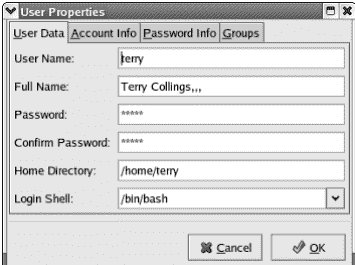 User Properties
User Data Account Info Password Info Groups
User Name: terry
Full Name: Terry Collings,,,
Password: *****
Confirm Password: *****
Home Directory: /home/terry
Login Shell: /bin/bash
Cancel OK